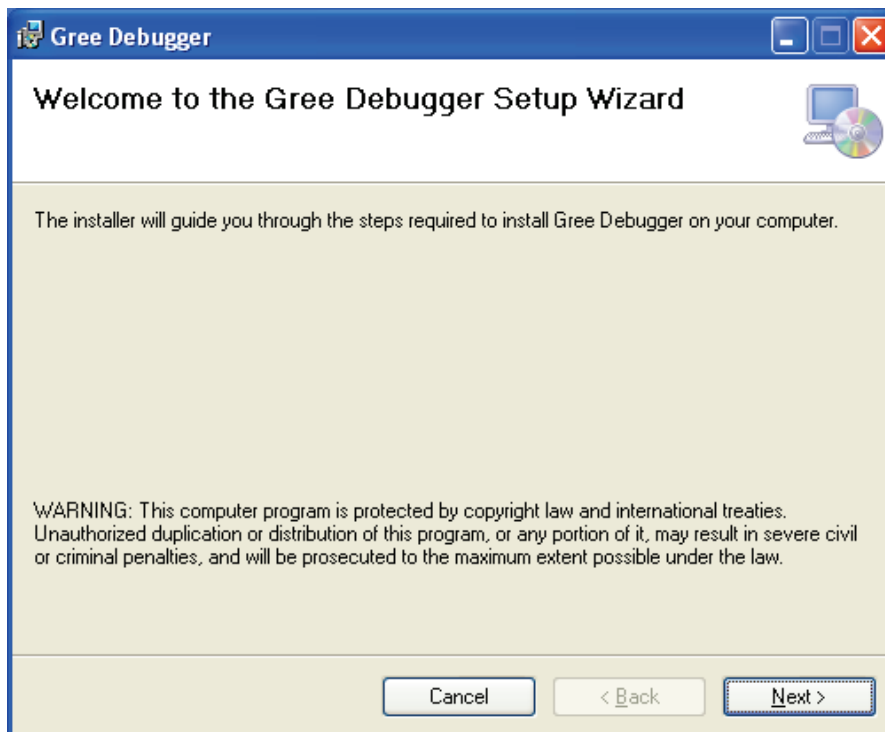 Gree Debugger
Welcome to the Gree Debugger Setup Wizard
The installer will guide you through the steps required to install Gree Debugger on your computer.
WARNING: This computer program is protected by copyright law and international treaties.
Unauthorized duplication or distribution of this program, or any portion of it, may result in severe civil
or criminal penalties, and will be prosecuted to the maximum extent possible under the law.
Cancel < Back Next >